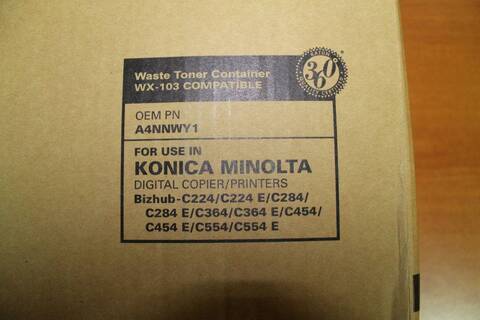 Waste Toner Container
WX-103 COMPATIBLE
360
OEM PN
A4NNWY1
FOR USE IN
KONICA MINOLTA
DIGITAL COPIER/PRINTERS
Bizhub-C224/C224 E/C284/
C284 E/C364/C364 E/C454/
C454 E/C554/C554 E